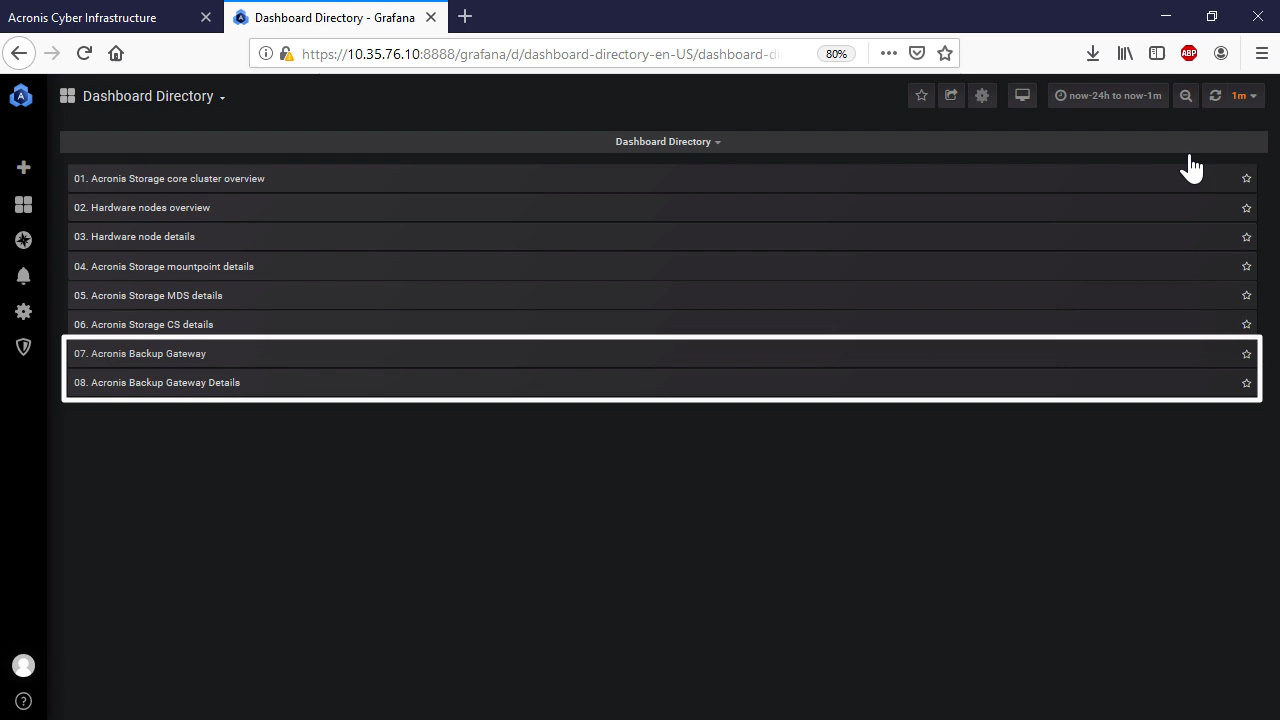 Acronis Cyber Infrastructure
Dashboard Directory - Grafana
https://10.35.76.10:8888/grafana/d/dashboard-directory-en-US/dashboard-di
80%
ABP
Dashboard Directory
now-24h to now-1m
1m
Dashboard Directory
01. Acronis Storage core cluster overview
02. Hardware nodes overview
03. Hardware node details
04. Acronis Storage mountpoint details
05. Acronis Storage MDS details
06. Acronis Storage CS details
07. Acronis Backup Gateway
08. Acronis Backup Gateway Details